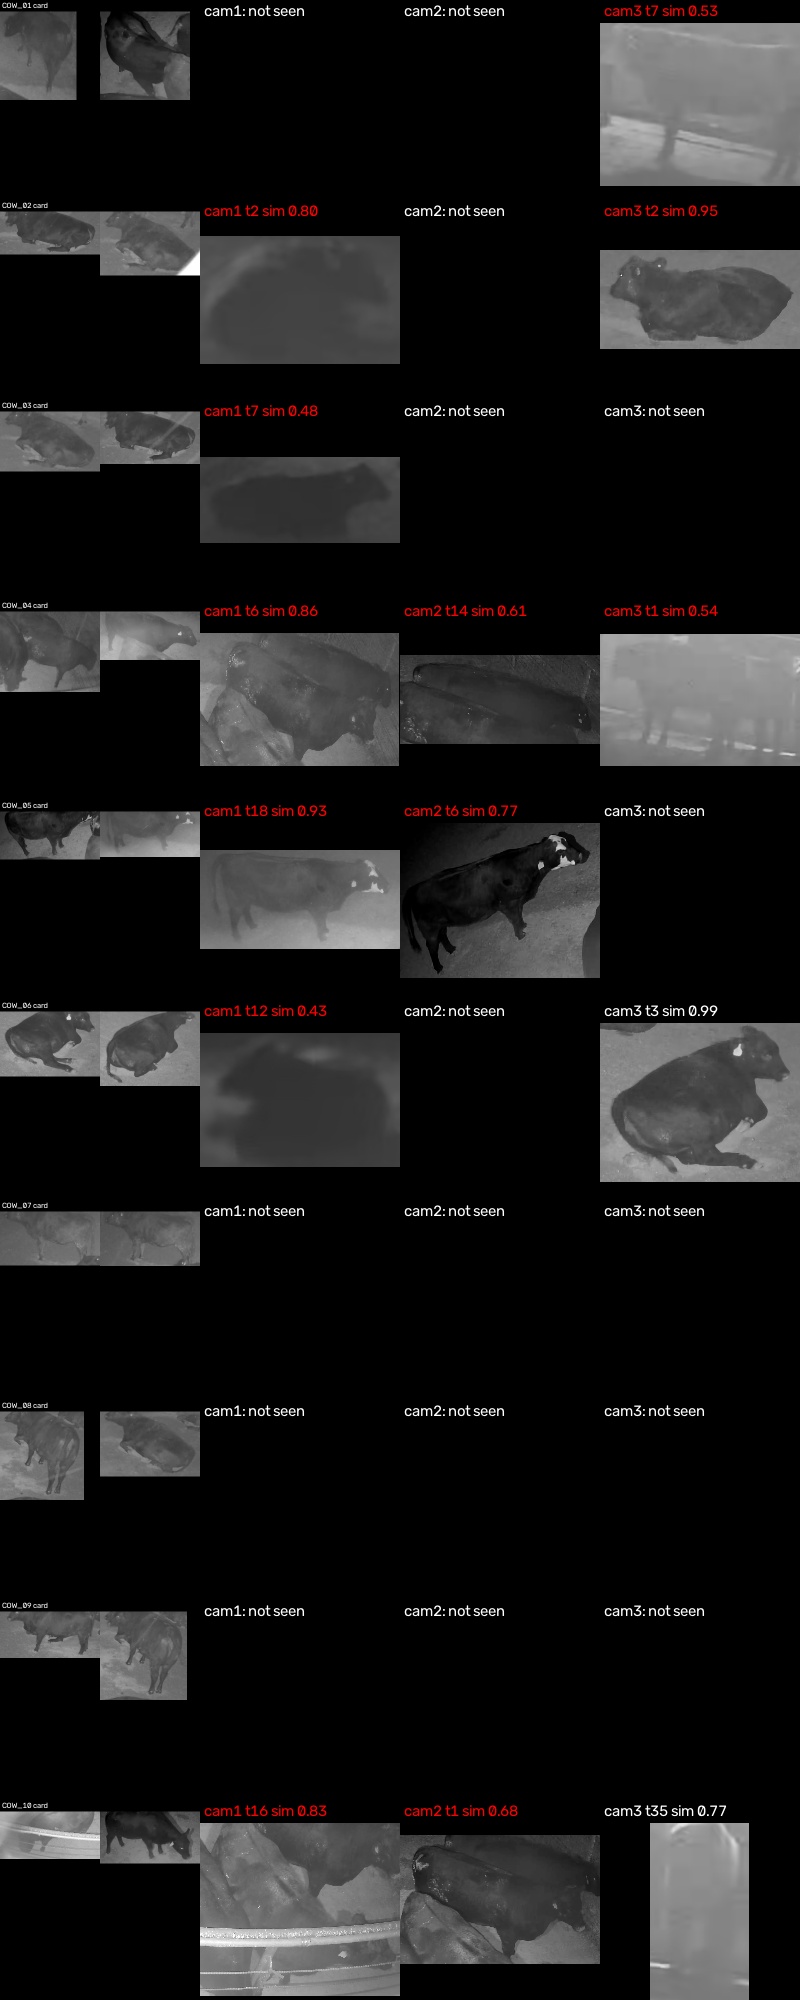 COW_01 card
cam1: not seen
cam2: not seen
cam3 t7 sim 0.53
COW_02 card
cam1 t2 sim 0.80
cam2: not seen
cam3 t2 sim 0.95
COW_03 card
cam1 t7 sim 0.48
cam2: not seen
cam3: not seen
COW_04 card
cam1 t6 sim 0.86
cam2 t14 sim 0.61
cam3 t1 sim 0.54
COW_05 card
cam1 t18 sim 0.93
cam2 t6 sim 0.77
cam3: not seen
COW_06 card
cam1 t12 sim 0.43
cam2: not seen
cam3 t3 sim 0.99
COW_07 card
cam1: not seen
cam2: not seen
cam3: not seen
COW_08 card
cam1: not seen
cam2: not seen
cam3: not seen
COW_09 card
cam1: not seen
cam2: not seen
cam3: not seen
COW_10 card
cam1 t16 sim 0.83
cam2 t1 sim 0.68
cam3 t35 sim 0.77